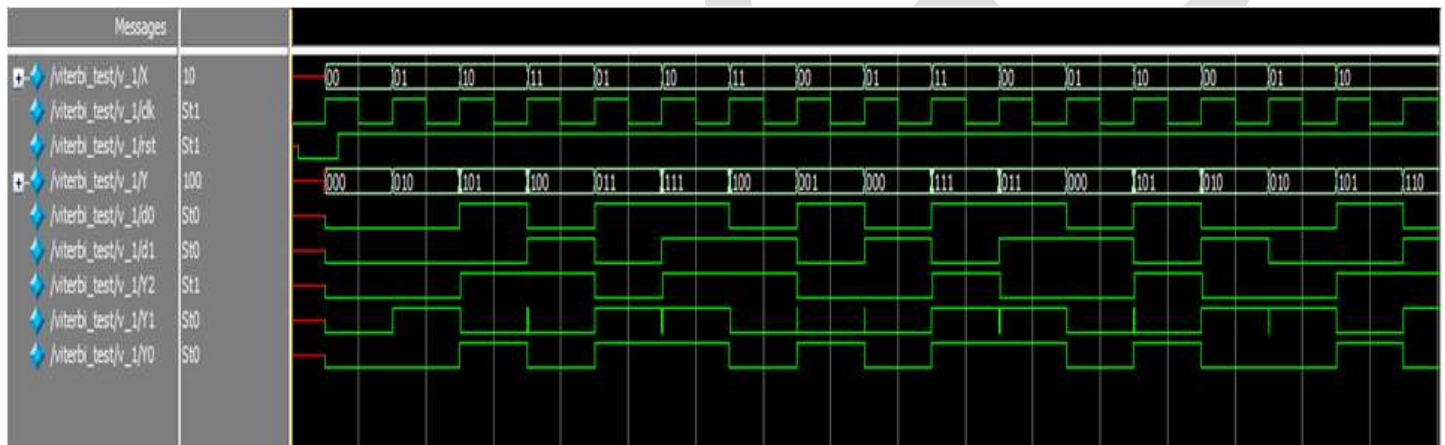 Messages
/viterbi_test/v_1/X 10 00 01 10 11 01 10 11 00 01 11 00 01 10 00 01 10
/viterbi_test/v_1/clk St1
/viterbi_test/v_1/rst St1
/viterbi_test/v_1/Y 100 000 010 101 100 011 111 100 001 000 111 011 000 101 010 010 101 110
/viterbi_test/v_1/d0 St0
/viterbi_test/v_1/d1 St0
/viterbi_test/v_1/Y2 St1
/viterbi_test/v_1/Y1 St0
/viterbi_test/v_1/Y0 St0